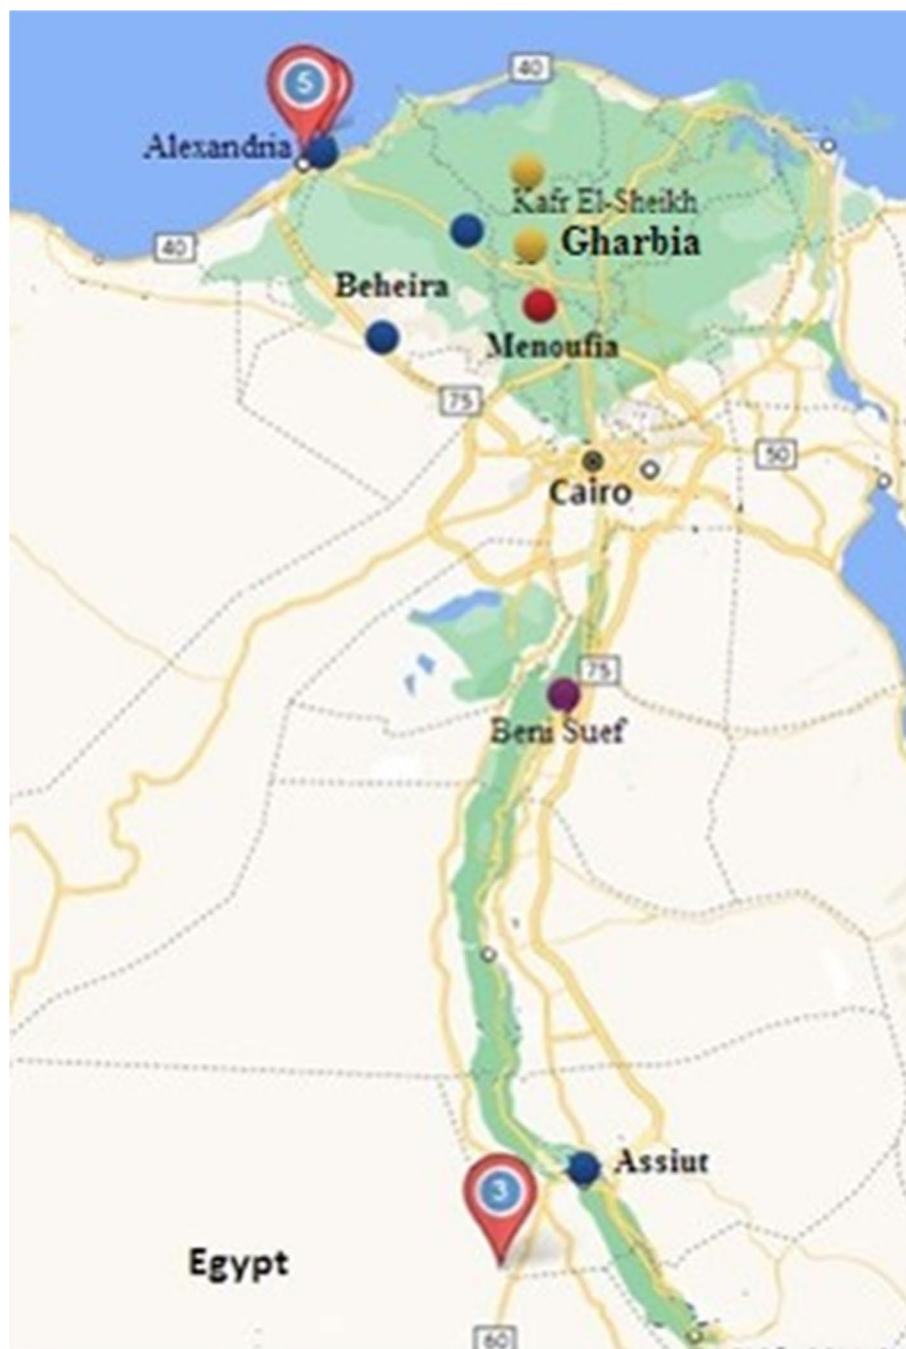 40
5
Alexandria
Kafr El-Sheikh
40
Gharbia
Beheira
Menoufia
75
50
Cairo
75
Beni Suef
Assiut
3
Egypt
60